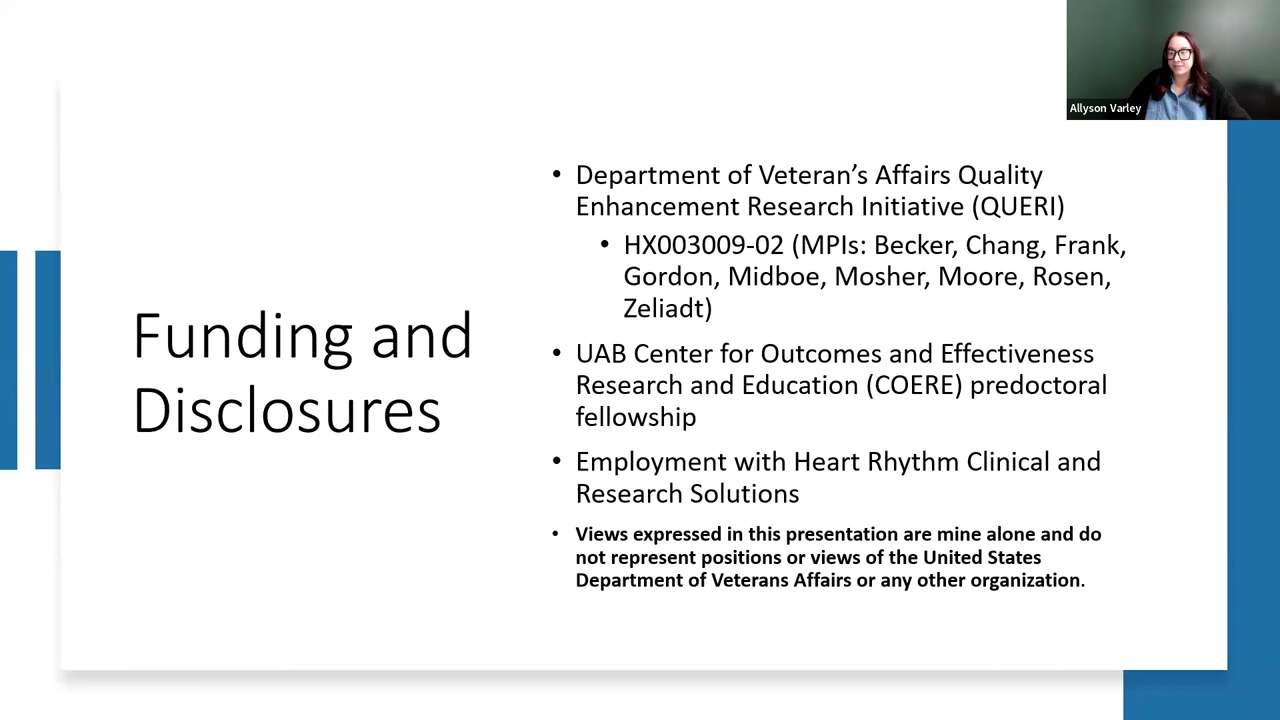 Allyson Varley
Funding and
Disclosures
• Department of Veteran’s Affairs Quality
Enhancement Research Initiative (QUERI)
• HX003009-02 (MPIs: Becker, Chang, Frank,
Gordon, Midboe, Mosher, Moore, Rosen,
Zeliadt)
• UAB Center for Outcomes and Effectiveness
Research and Education (COERE) predoctoral
fellowship
• Employment with Heart Rhythm Clinical and
Research Solutions
• Views expressed in this presentation are mine alone and do
not represent positions or views of the United States
Department of Veterans Affairs or any other organization.